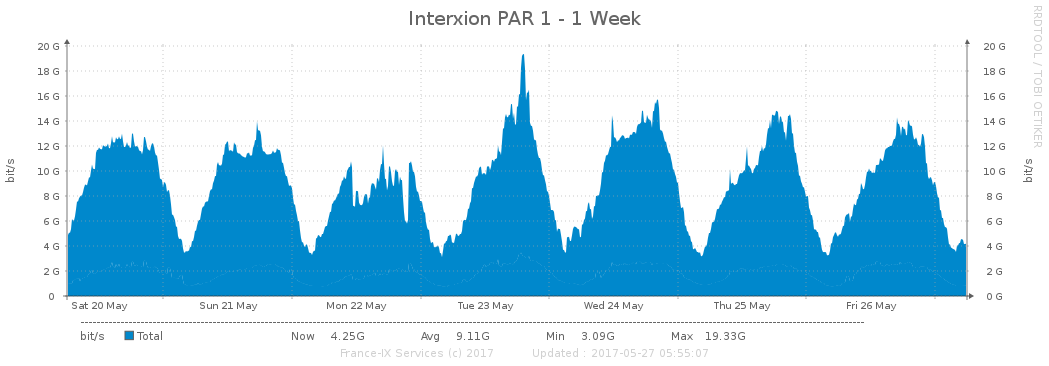 Interxion PAR 1 - 1 Week
RRDTOOL / TOBI OETIKER
bit/s
20 G 20 G
18 G 18 G
16 G 16 G
14 G 14 G
12 G 12 G
10 G 10 G
8 G 8 G
6 G 6 G
4 G 4 G
2 G 2 G
0 0 G
bit/s
Sat 20 May Sun 21 May Mon 22 May Tue 23 May Wed 24 May Thu 25 May Fri 26 May
bit/s Total Now 4.25G Avg 9.11G Min 3.09G Max 19.33G
France-IX Services (c) 2017 Updated : 2017-05-27 05:55:07